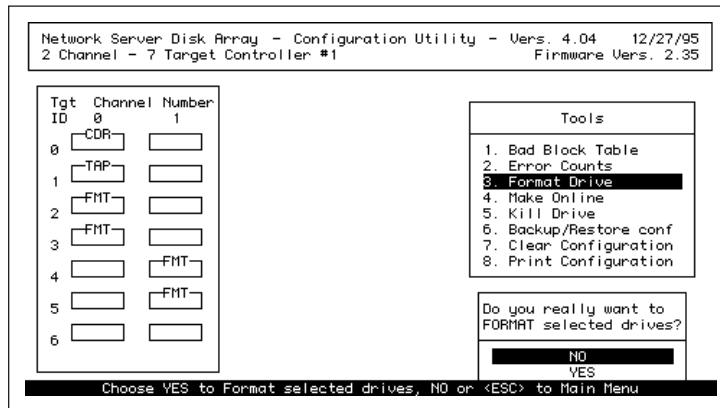 Network Server Disk Array - Configuration Utility - Vers. 4.04 12/27/95
2 Channel - 7 Target Controller #1 Firmware Vers. 2.35
Tgt Channel Number
ID 0 1
0 CDR
1 TAP
2 FMT
3 FMT
4 FMT
5 FMT
6
Tools
1. Bad Block Table
2. Error Counts
3. Format Drive
4. Make Online
5. Kill Drive
6. Backup/Restore conf
7. Clear Configuration
8. Print Configuration
Do you really want to
FORMAT selected drives?
NO
YES
Choose YES to Format selected drives, NO or <ESC> to Main Menu